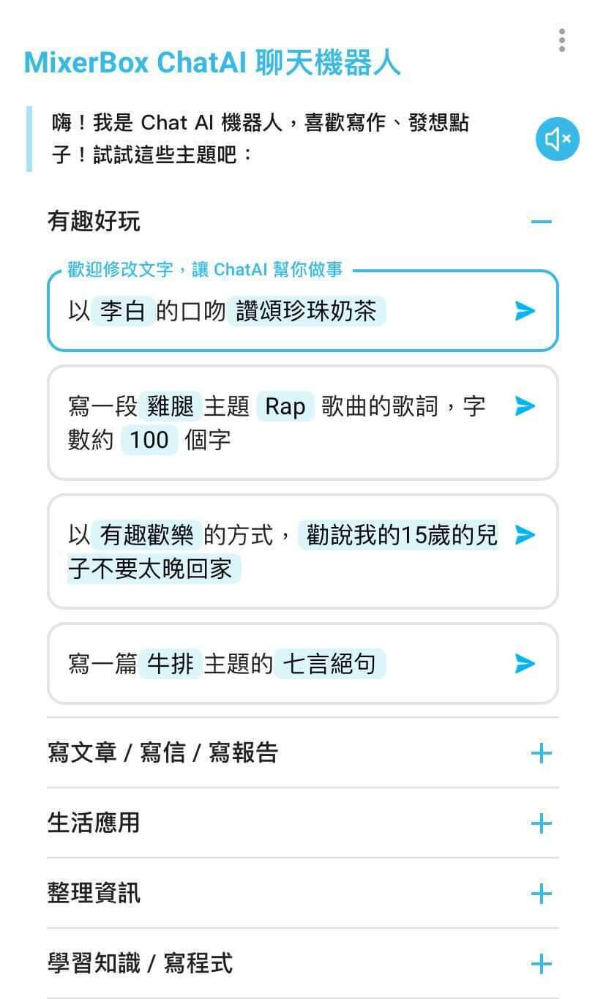 MixerBox ChatAI 聊天機器人
嗨！我是 Chat AI 機器人，喜歡寫作、發想點
子！試試這些主題吧：
有趣好玩
歡迎修改文字，讓 ChatAI 幫你做事
以 李白 的口吻 讚頌珍珠奶茶
寫一段 雞腿 主題 Rap 歌曲的歌詞，字
數約 100 個字
以 有趣歡樂 的方式， 勸說我的15歲的兒
子不要太晚回家
寫一篇 牛排 主題的 七言絕句
寫文章 / 寫信 / 寫報告
生活應用
整理資訊
學習知識 / 寫程式